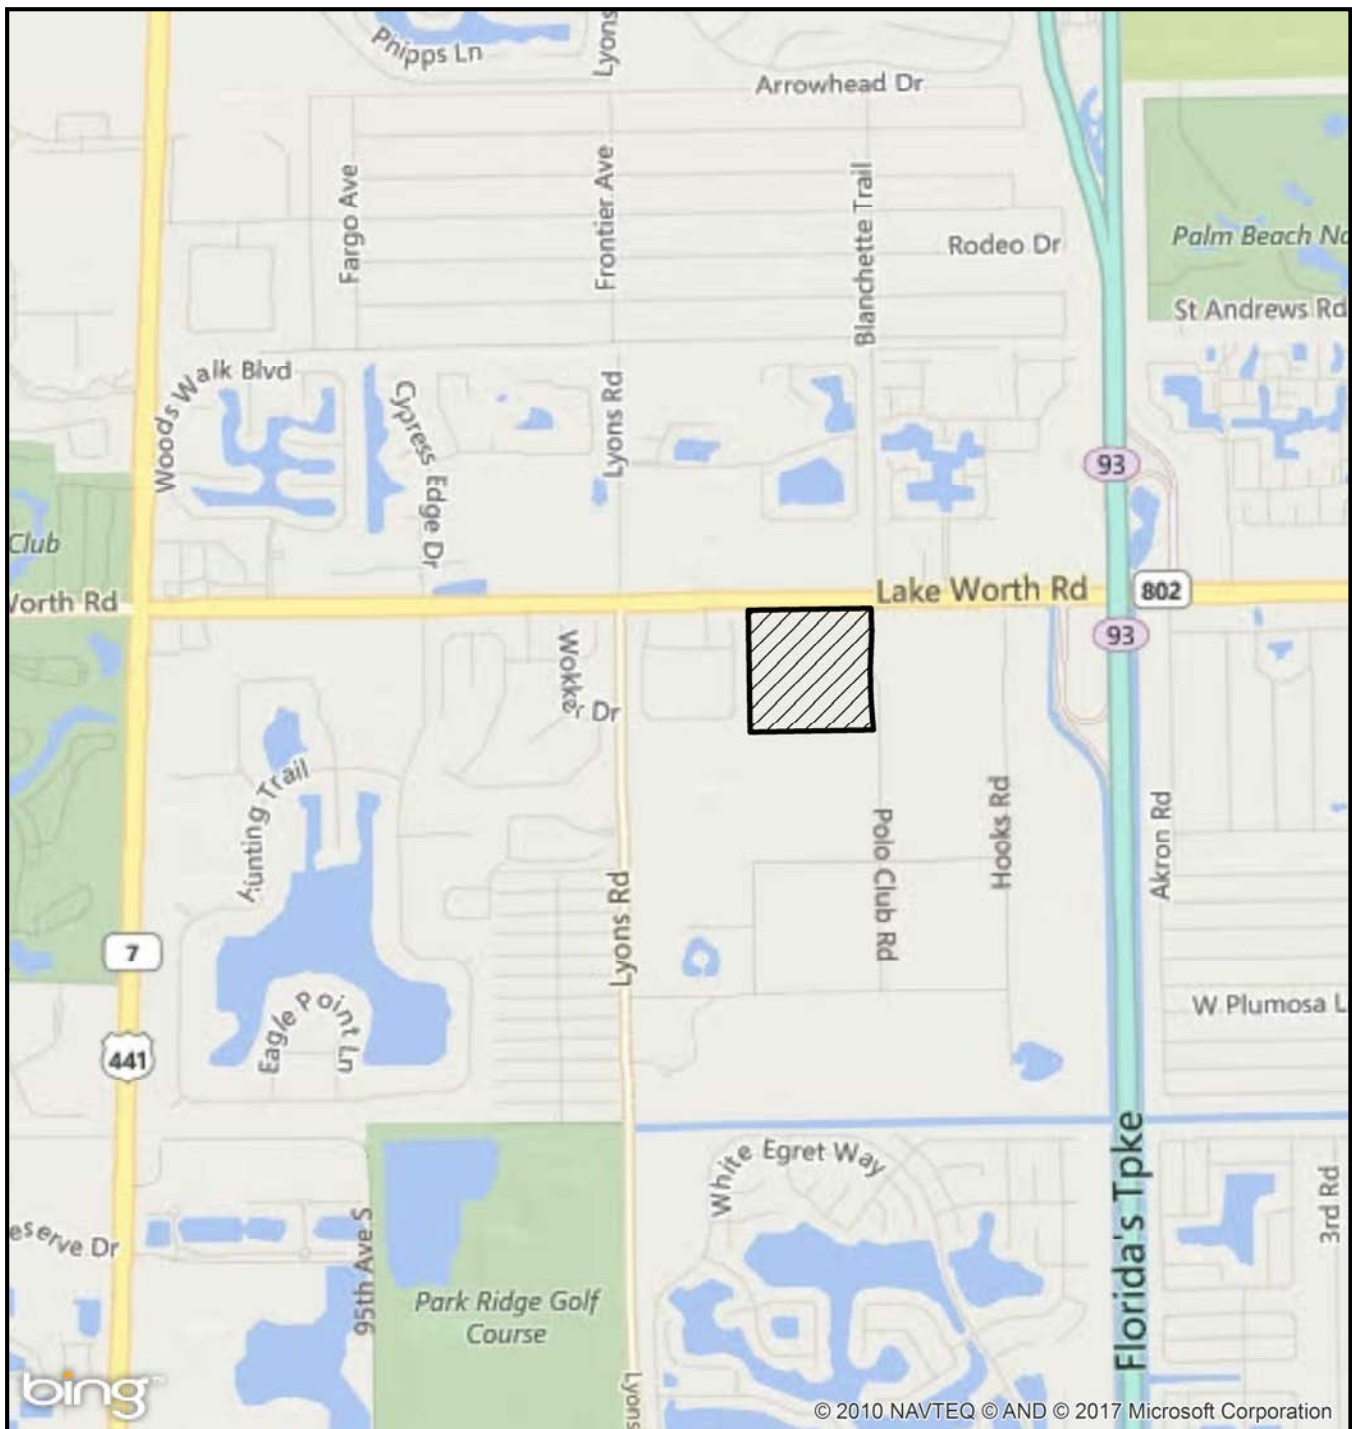 Phipps Ln
Lyons
Arrowhead Dr
Fargo Ave
Frontier Ave
Blanchette Trail
Rodeo Dr
Palm Beach Na
St Andrews Rd
Woods Walk Blvd
Cypress Edge Dr
Lyons Rd
93
Club
Worth Rd
Lake Worth Rd
802
93
Wokker Dr
Hunting Trail
Polo Club Rd
Hooks Rd
Akron Rd
Lyons Rd
7
Eagle Point Ln
W Plumosa L
441
White Egret Way
Florida's Tpke
3rd Rd
eserve Dr
95th Ave S
Park Ridge Golf
Course
Lyons
bing™
© 2010 NAVTEQ © AND © 2017 Microsoft Corporation